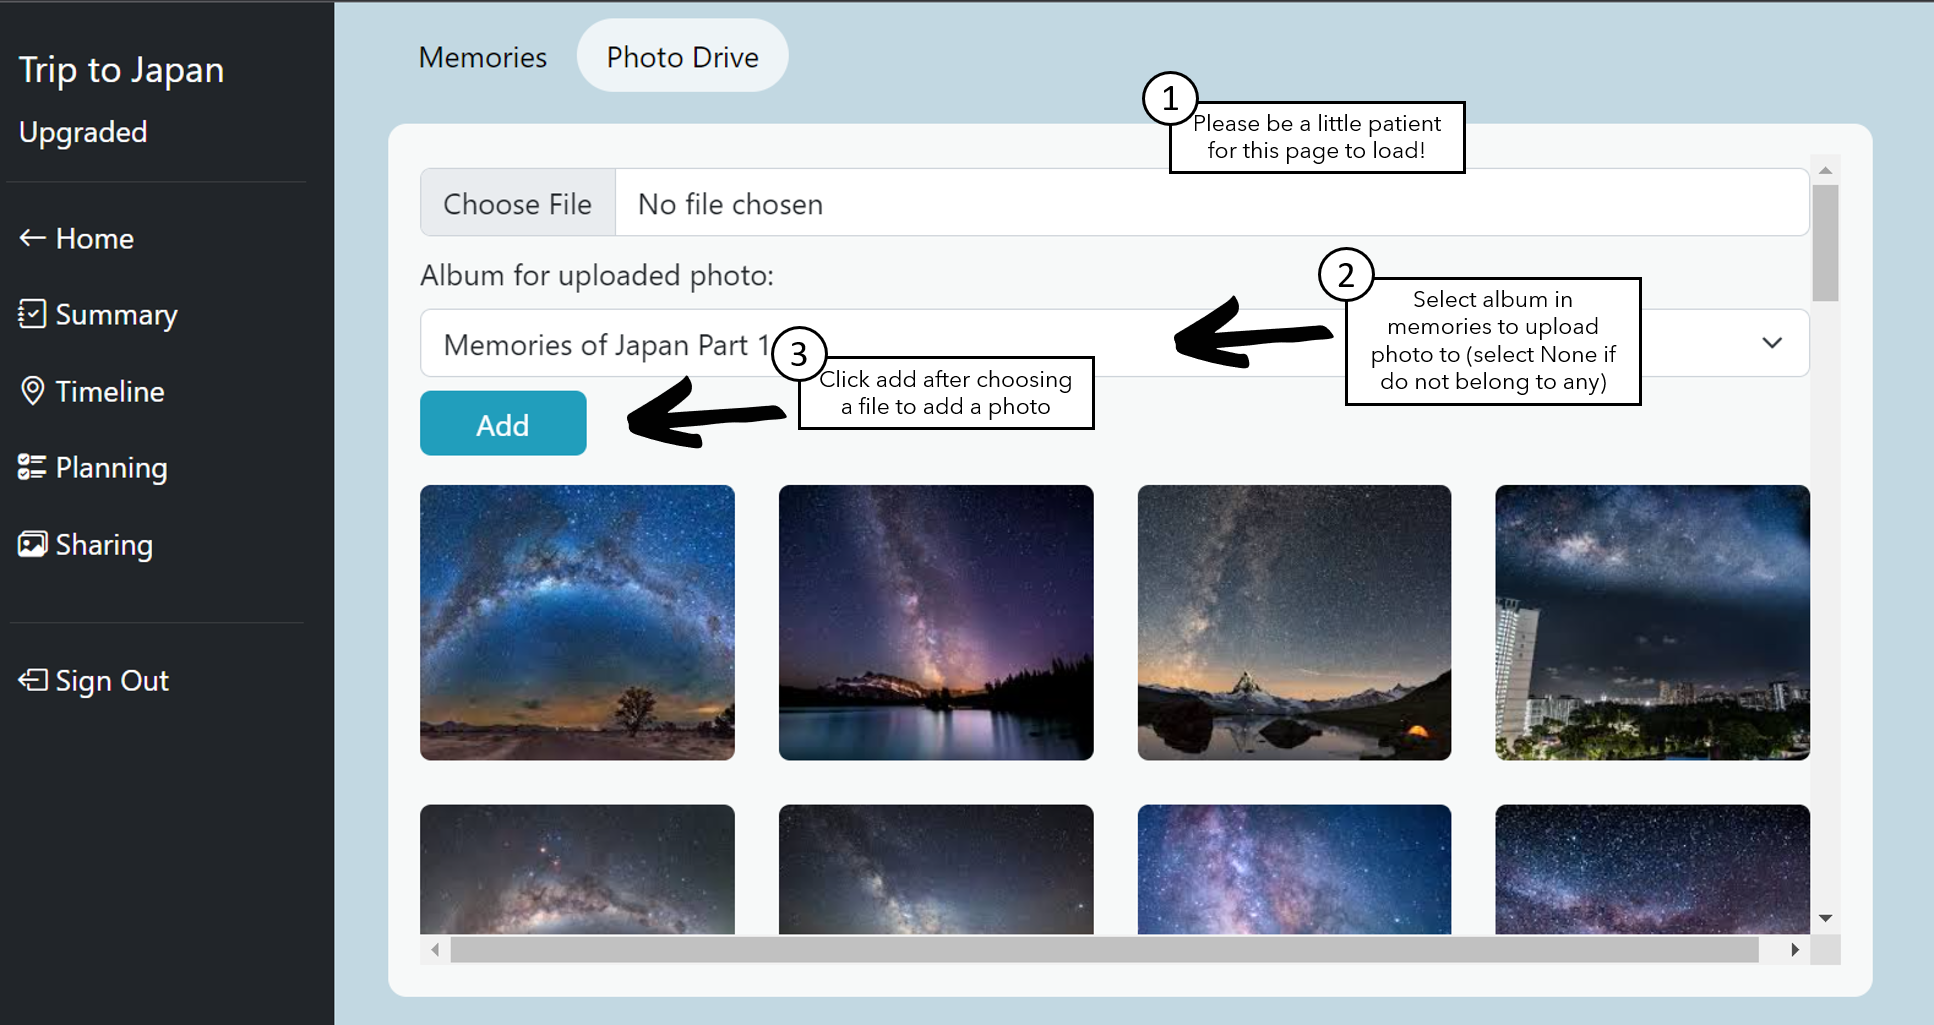 Trip to Japan
Upgraded
Home
Summary
Timeline
Planning
Sharing
Sign Out
Memories
Photo Drive
1
Please be a little patient
for this page to load!
Choose File
No file chosen
Album for uploaded photo:
2
Select album in
memories to upload
photo to (select None if
do not belong to any)
Memories of Japan Part 1
3
Click add after choosing
a file to add a photo
Add